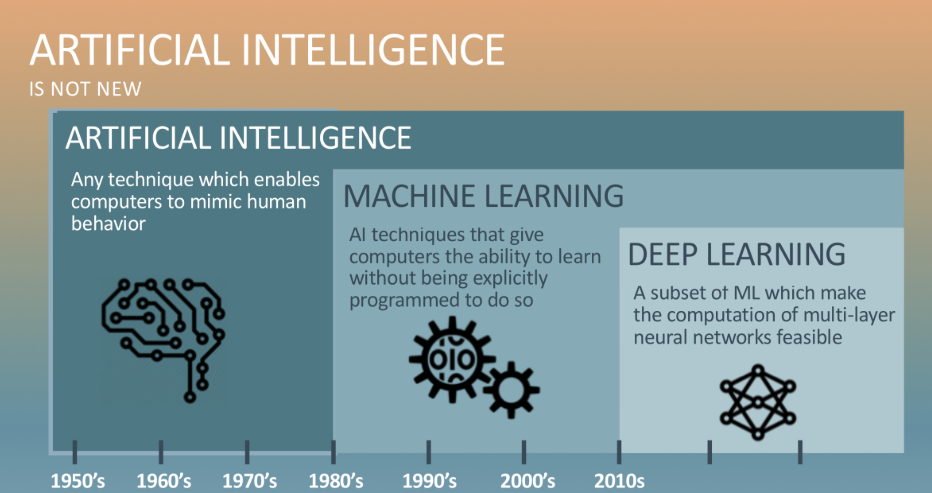 ARTIFICIAL INTELLIGENCE
IS NOT NEW
ARTIFICIAL INTELLIGENCE
Any technique which enables
computers to mimic human
behavior
MACHINE LEARNING
AI techniques that give
computers the ability to learn
without being explicitly
programmed to do so
DEEP LEARNING
A subset of ML which make
the computation of multi-layer
neural networks feasible
1950's 1960's 1970's 1980's 1990's 2000's 2010s